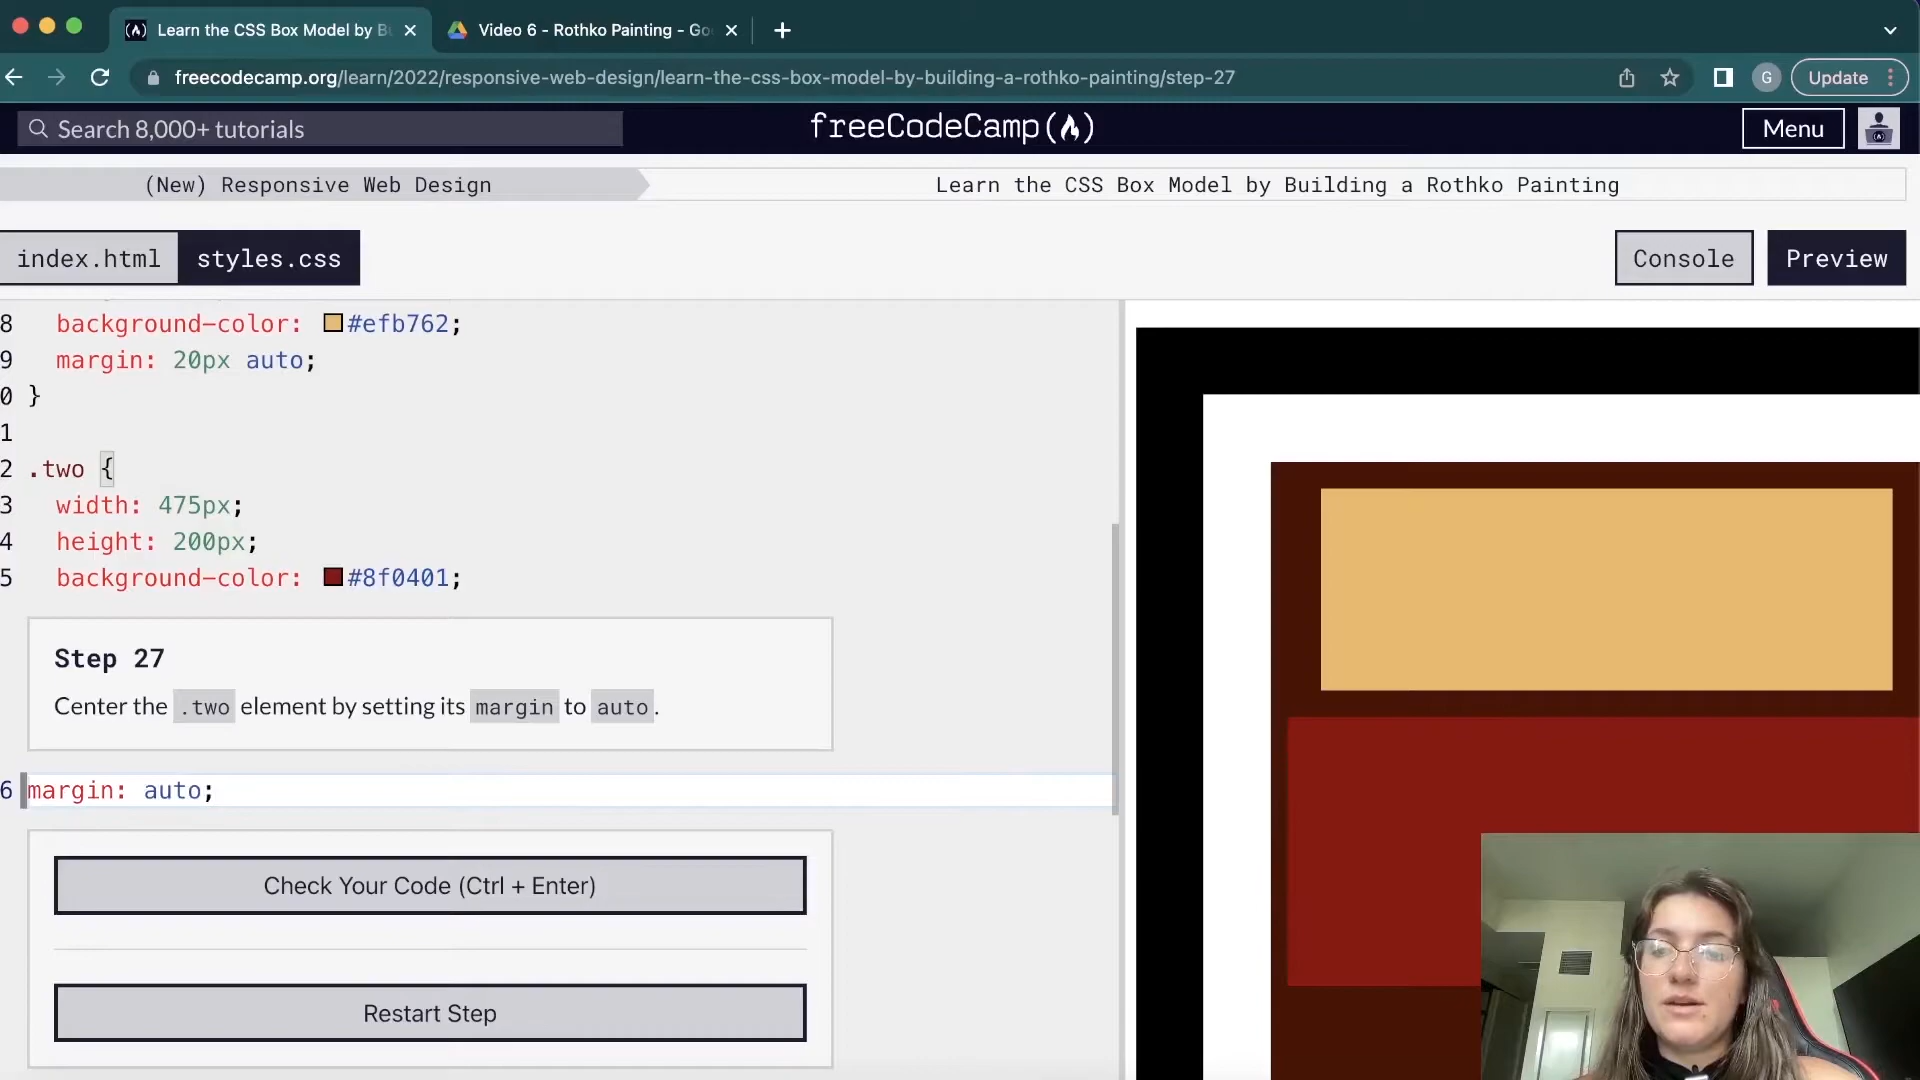 Learn the CSS Box Model by B
Video 6 - Rothko Painting - Go
freecodecamp.org/learn/2022/responsive-web-design/learn-the-css-box-model-by-building-a-rothko-painting/step-27
G
Update
Search 8,000+ tutorials
freeCodeCamp
Menu
(New) Responsive Web Design
Learn the CSS Box Model by Building a Rothko Painting
index.html
styles.css
Console
Preview
8 background-color: #efb762;
9 margin: 20px auto;
0 }
1
2 .two {
3 width: 475px;
4 height: 200px;
5 background-color: #8f0401;
Step 27
Center the .two element by setting its margin to auto.
6 margin: auto;
Check Your Code (Ctrl + Enter)
Restart Step